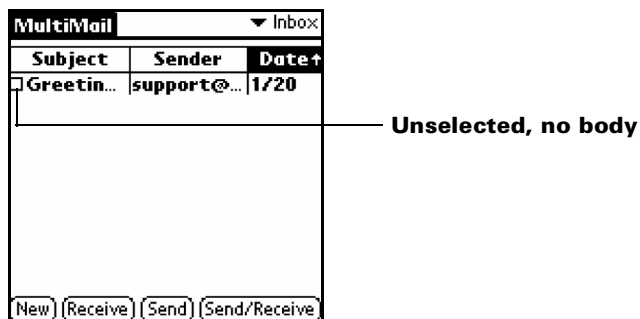 MultiMail ▼ Inbox
Subject Sender Date↑
Greetin... support@... 1/20
Unselected, no body
New Receive Send Send/Receive